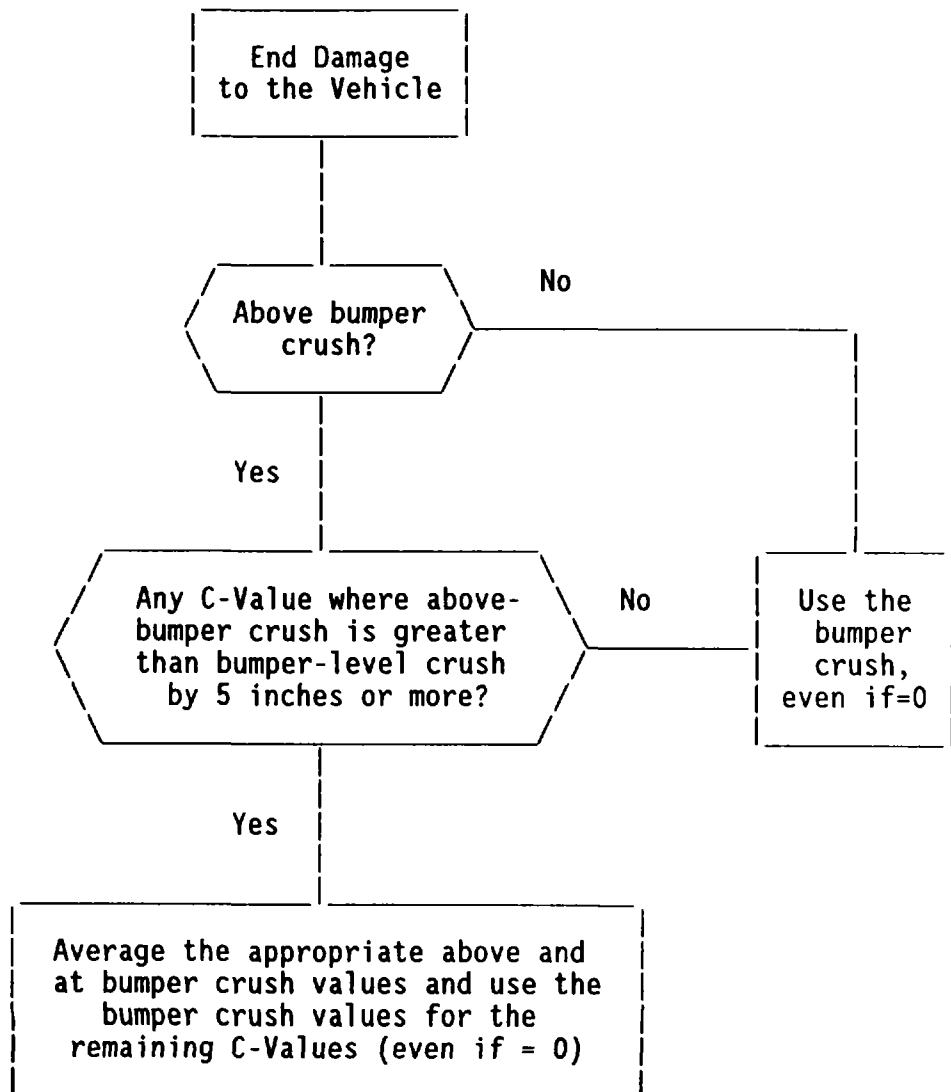 End Damage
to the Vehicle
No
Above bumper
crush?
Yes
Any C-Value where above-
bumper crush is greater
than bumper-level crush
by 5 inches or more?
No
Use the
bumper
crush,
even if=0
Yes
Average the appropriate above and
at bumper crush values and use the
bumper crush values for the
remaining C-Values (even if = 0)